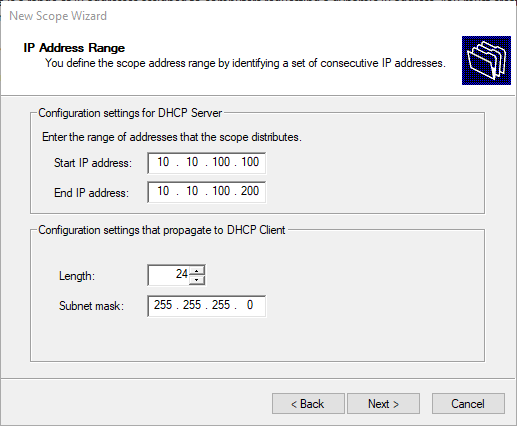 New Scope Wizard
IP Address Range
You define the scope address range by identifying a set of consecutive IP addresses.
Configuration settings for DHCP Server
Enter the range of addresses that the scope distributes.
Start IP address: 10 . 10 . 100 . 100
End IP address: 10 . 10 . 100 . 200
Configuration settings that propagate to DHCP Client
Length: 24
Subnet mask: 255 . 255 . 255 . 0
< Back Next > Cancel